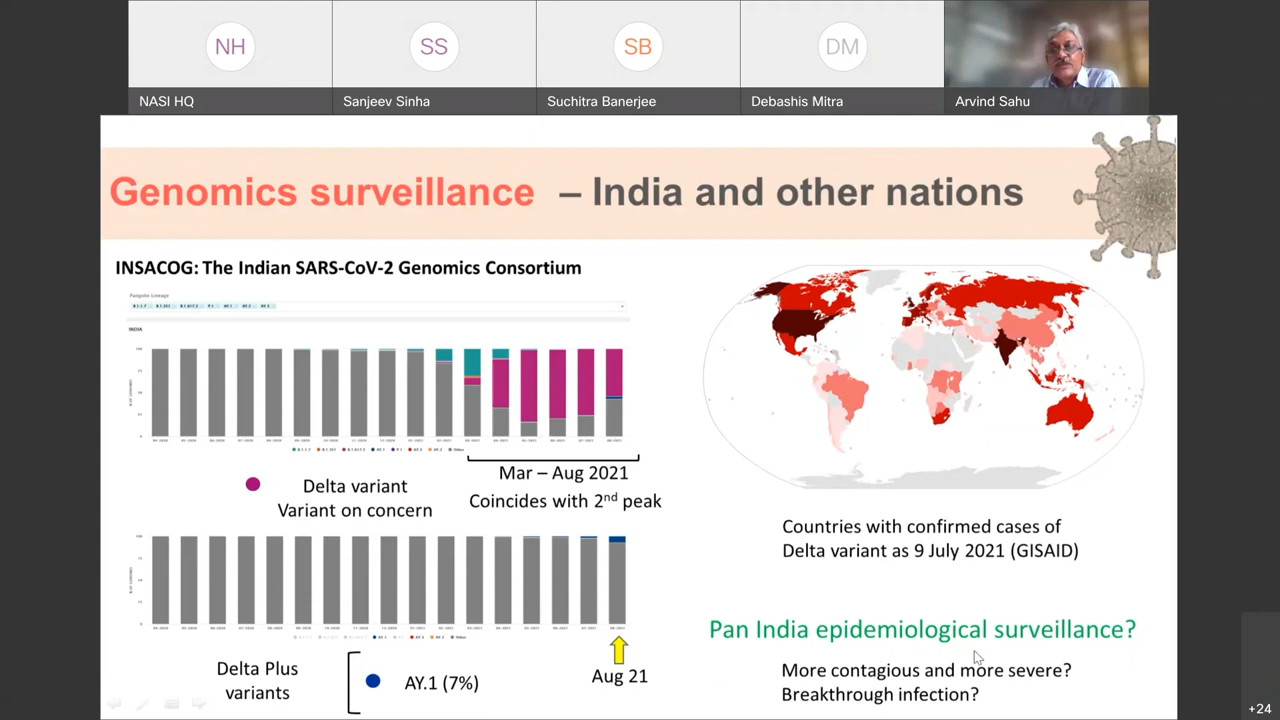 NH
SS
SB
DM
NASI HQ
Sanjeev Sinha
Suchitra Banerjee
Debashis Mitra
Arvind Sahu
Genomics surveillance – India and other nations
INSACOG: The Indian SARS-CoV-2 Genomics Consortium
Pangolin Lineage
INDIA
Mar – Aug 2021
Coincides with 2nd peak
Delta variant
Variant on concern
Countries with confirmed cases of
Delta variant as 9 July 2021 (GISAID)
Pan India epidemiological surveillance?
More contagious and more severe?
Breakthrough infection?
Delta Plus
variants
AY.1 (7%)
Aug 21
+24